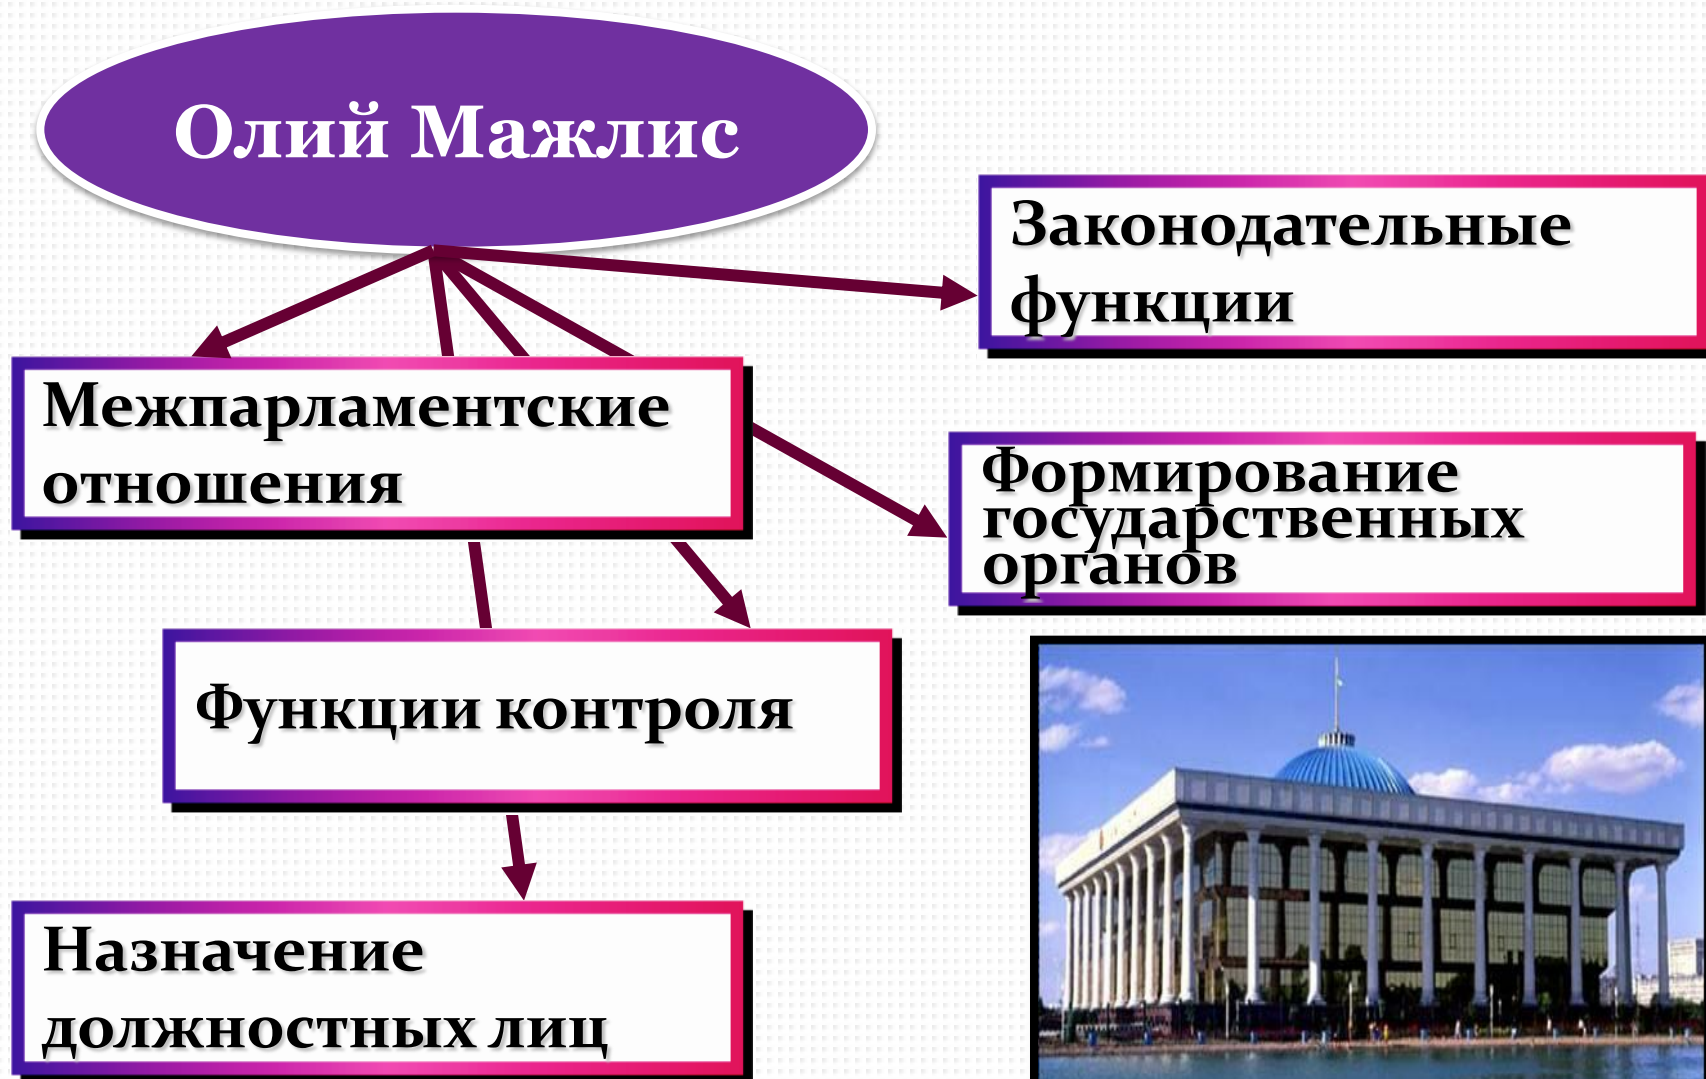 Олий Мажлис
Законодательные
функции
Межпарламентские
отношения
Формирование
государственных
органов
Функции контроля
Назначение
должностных лиц